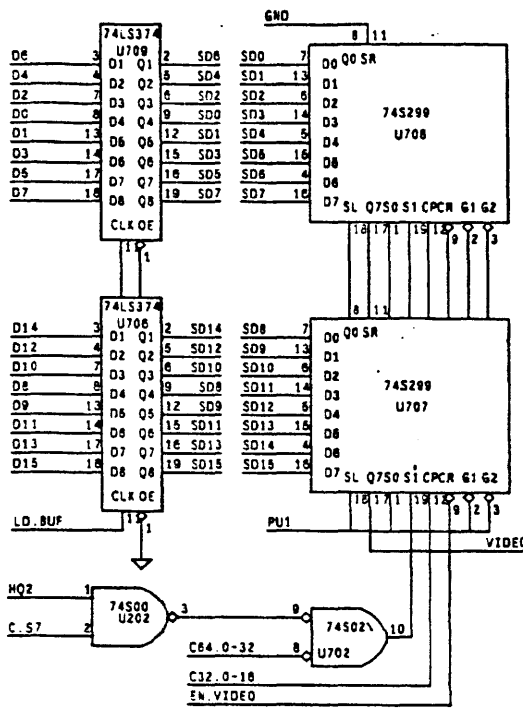 GND
8 11
74LS374
U709
D6 3 D1 Q1 2 SD6
D4 4 D2 Q2 5 SD4
D2 7 D3 Q3 6 SD2
D0 8 D4 Q4 9 SD0
D1 13 D5 Q5 12 SD1
D3 14 D6 Q6 15 SD3
D5 17 D7 Q7 16 SD5
D7 18 D8 Q8 19 SD7
CLK OE
11 1
Q0 SR
SD0 7 D0
SD1 13 D1
SD2 6 D2
SD3 14 D3
SD4 5 D4
SD5 15 D5
SD6 4 D6
SD7 16 D7
74S299
U708
SL Q7 S0 S1 CP CR G1 G2
18 17 1 19 12 9 2 3
74LS374
U706
D14 3 D1 Q1 2 SD14
D12 4 D2 Q2 5 SD12
D10 7 D3 Q3 6 SD10
D8 8 D4 Q4 9 SD8
D9 13 D5 Q5 12 SD9
D11 14 D6 Q6 15 SD11
D13 17 D7 Q7 16 SD13
D15 18 D8 Q8 19 SD15
CLK OE
LD.BUF 11 1
8 11
Q0 SR
SD8 7 D0
SD9 13 D1
SD10 6 D2
SD11 14 D3
SD12 5 D4
SD13 15 D5
SD14 4 D6
SD15 16 D7
74S299
U707
SL Q7 S0 S1 CP CR G1 G2
18 17 1 19 12 9 2 3
PU1
VIDEO
HQ2 1
C.S7 2
74S00
U202
3
9
C64.0-32 8
74S02\
U702
10
C32.0-16
EN.VIDEO